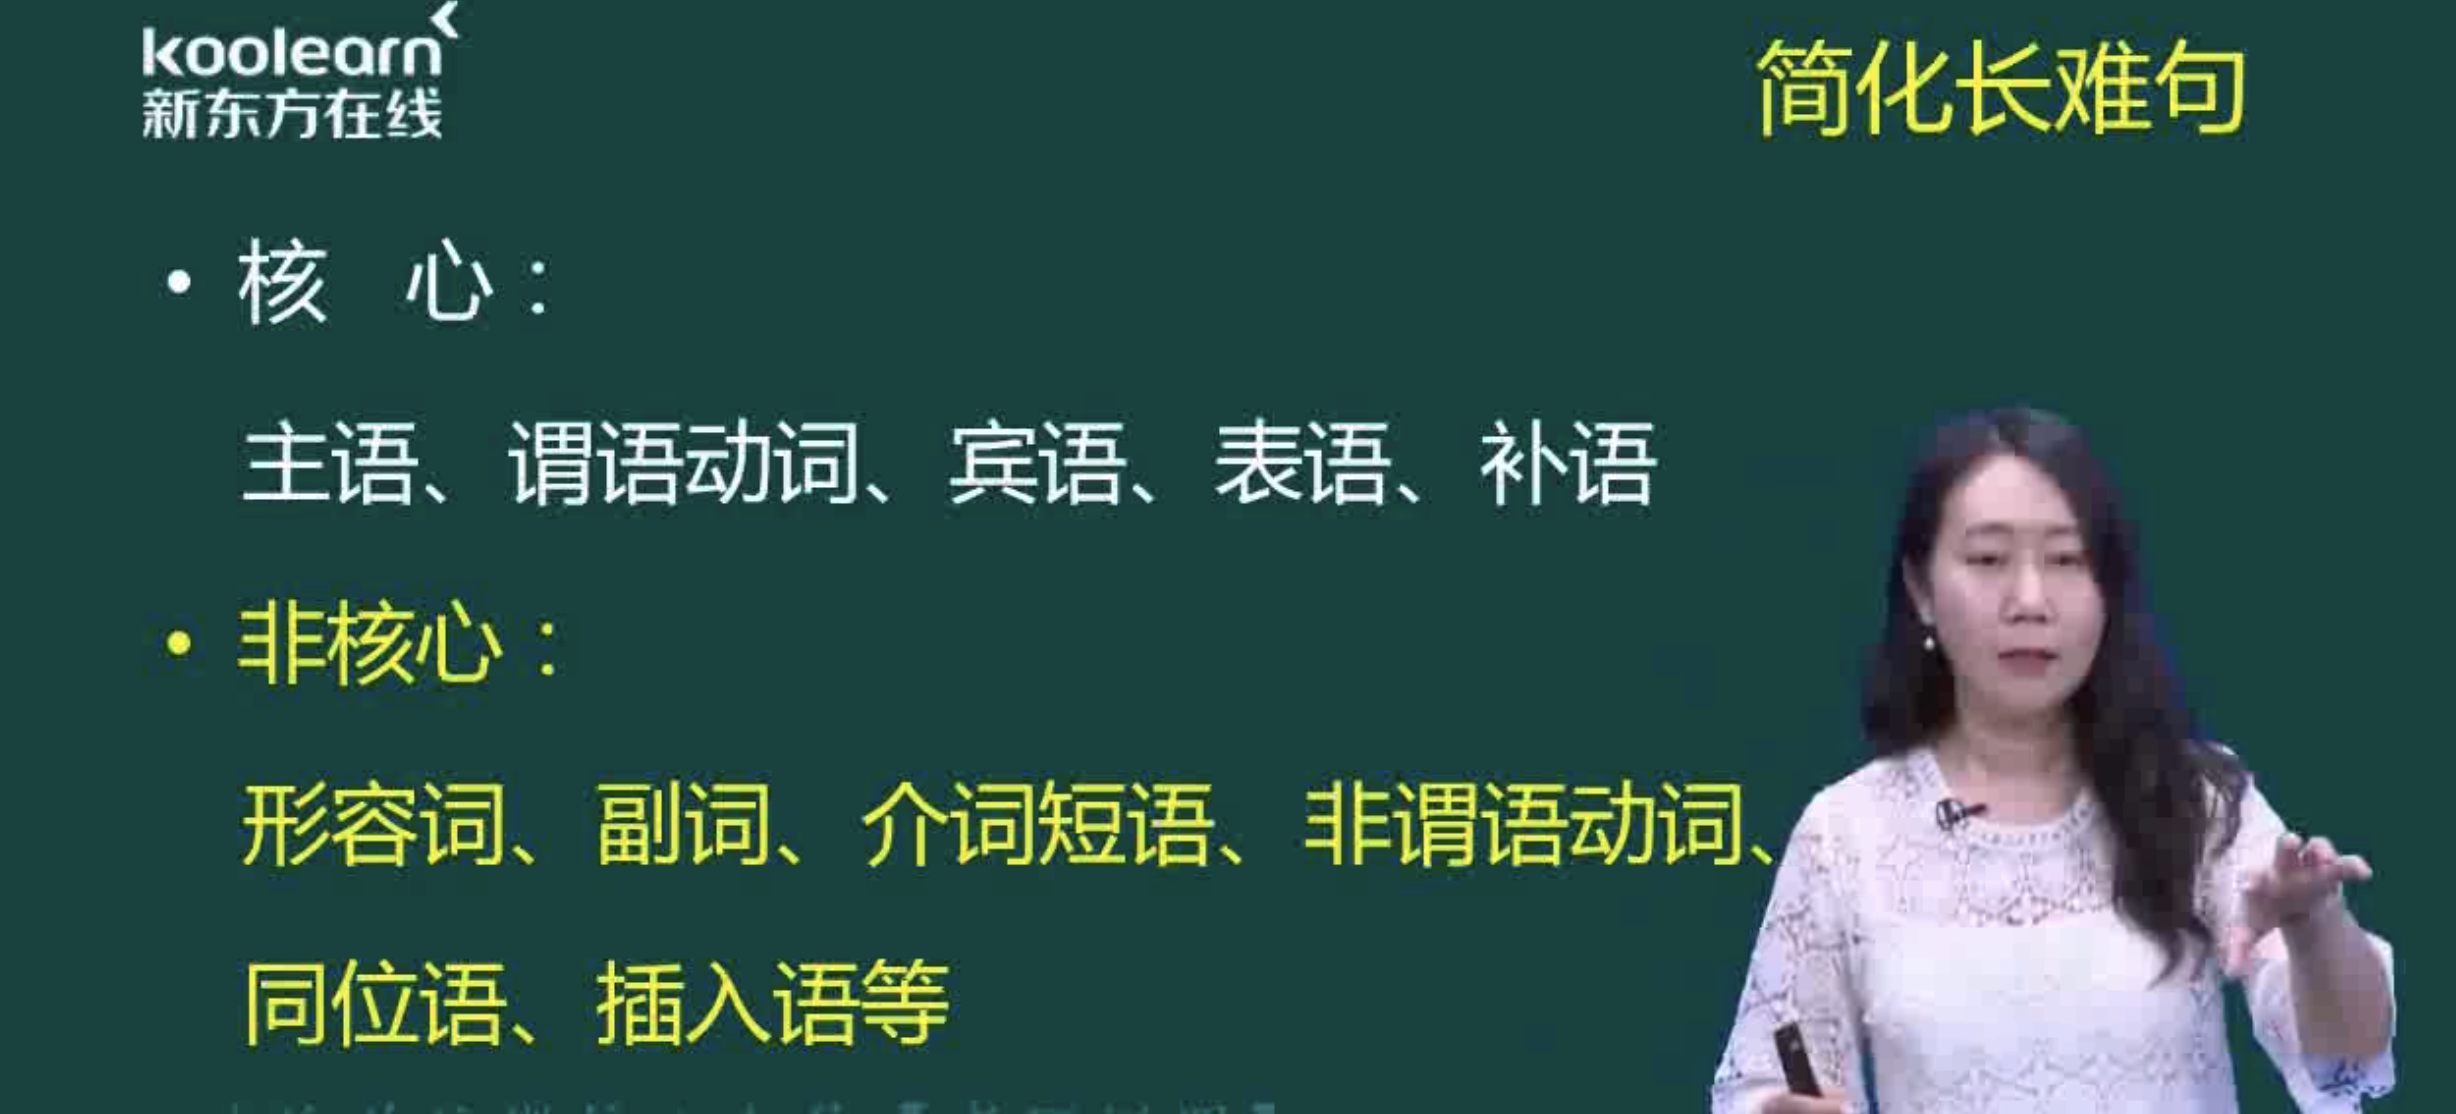 koolearn
新东方在线
简化长难句
• 核 心：
主语、谓语动词、宾语、表语、补语
• 非核心：
形容词、副词、介词短语、非谓语动词、
同位语、插入语等